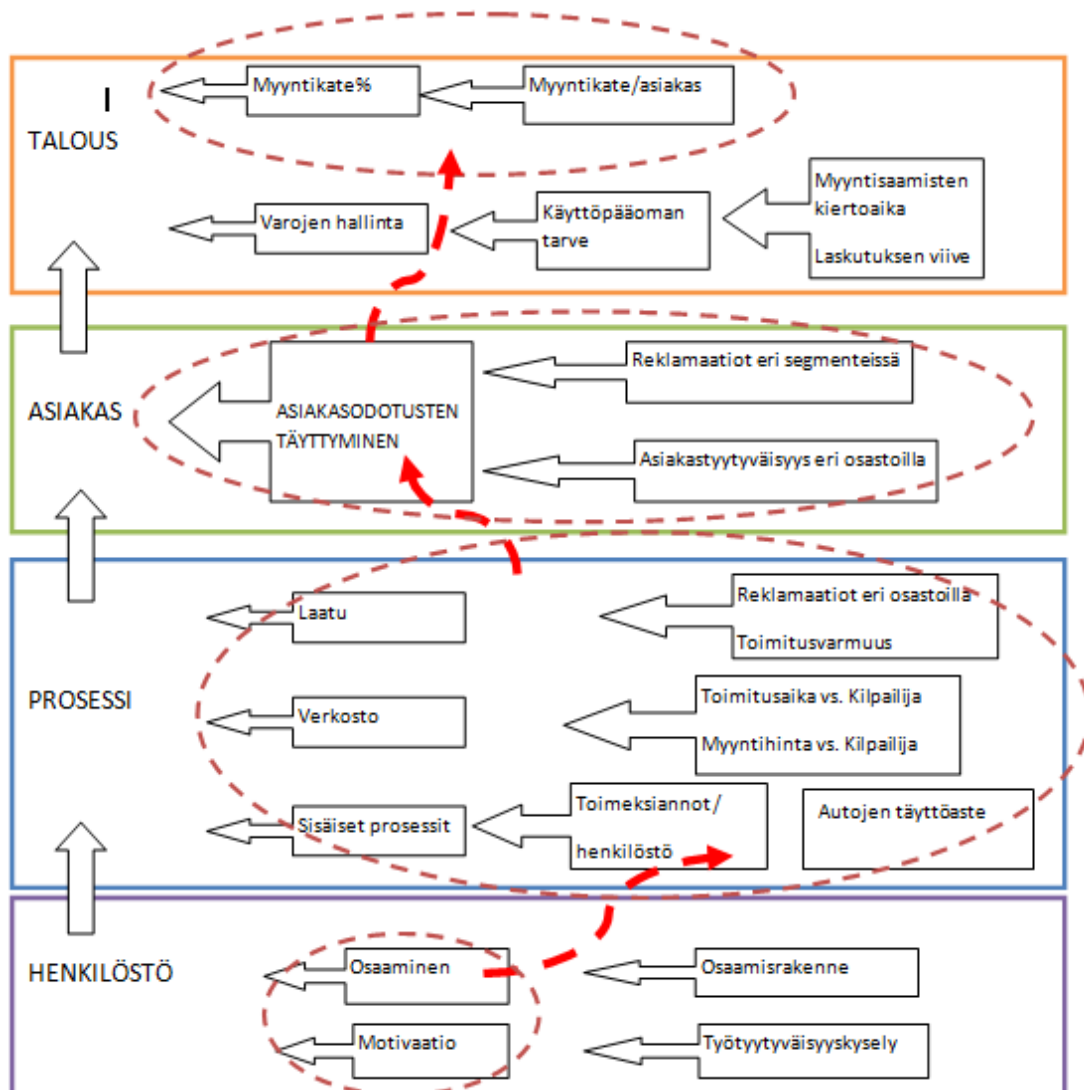 I
TALOUS
Myyntikate%
Myyntikate/asiakas
Varojen hallinta
Käyttöpääoman
tarve
Myyntisaamisten
kiertoaika
Laskutuksen viive
ASIAKAS
ASIAKASODOTUSTEN
TÄYTTYMINEN
Reklamaatiot eri segmenteissä
Asiakastyytyväisyys eri osastoilla
PROSESSI
Laatu
Reklamaatiot eri osastoilla
Toimitusvarmuus
Verkosto
Toimitusaika vs. Kilpailija
Myyntihinta vs. Kilpailija
Sisäiset prosessit
Toimeksiannot/
henkilöstö
Autojen täyttöaste
HENKILÖSTÖ
Osaaminen
Osaamisrakenne
Motivaatio
Työtyytyväisyyskysely